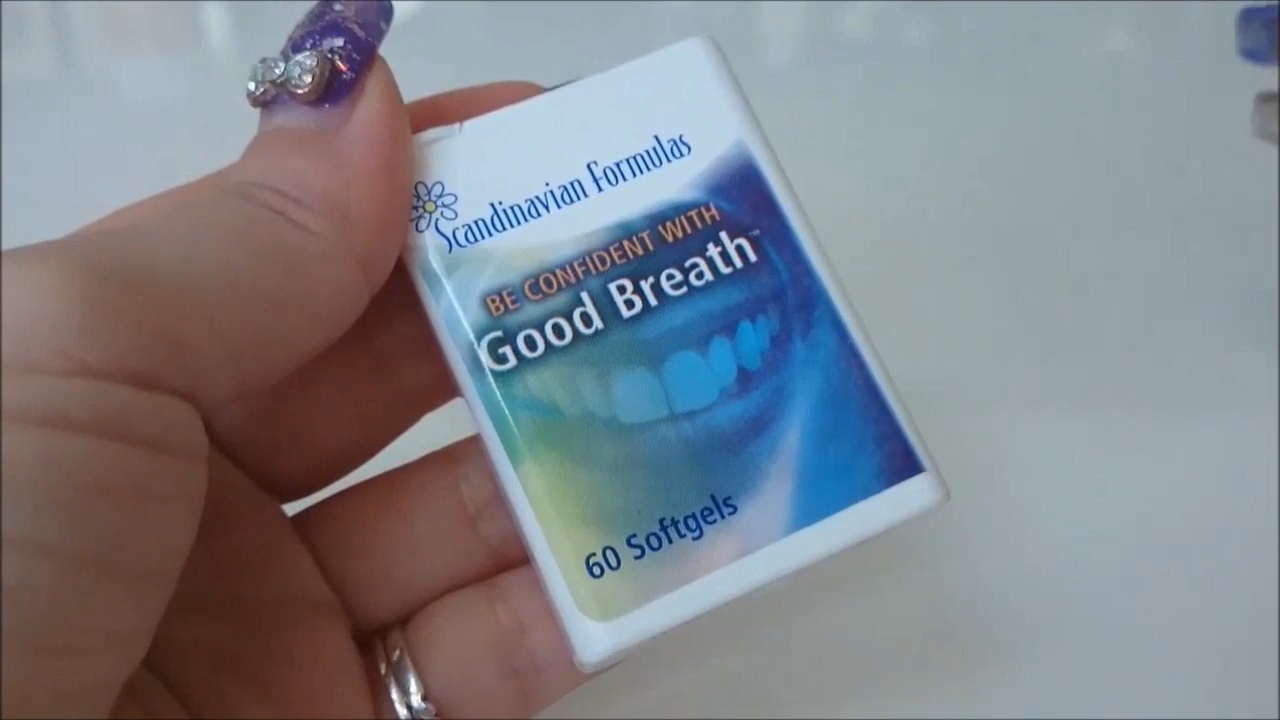 Scandinavian Formulas
BE CONFIDENT WITH
Good Breath™
60 Softgels